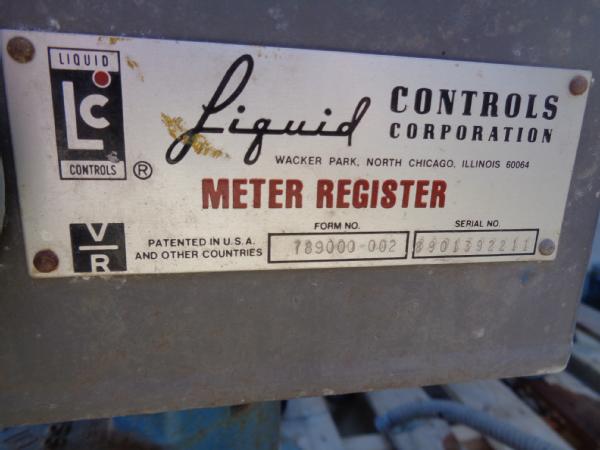 LIQUID
LC
CONTROLS
®
Liquid CONTROLS
CORPORATION
WACKER PARK, NORTH CHICAGO, ILLINOIS 60064
METER REGISTER
V/R
PATENTED IN U.S.A.
AND OTHER COUNTRIES
FORM NO.
789000-002
SERIAL NO.
8901392211